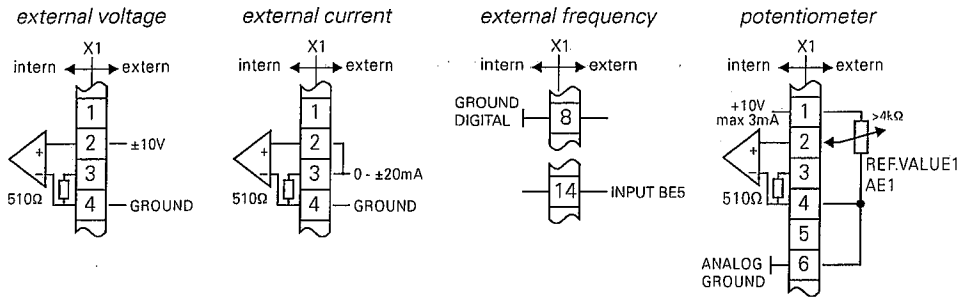 external voltage
X1
intern extern
1
2
±10V
3
510Ω
4
GROUND
external current
X1
intern extern
1
2
3
0 - ±20mA
510Ω
4
GROUND
external frequency
X1
intern extern
GROUND
DIGITAL
8
14
INPUT BE5
potentiometer
X1
intern extern
+10V
max 3mA
1
>4kΩ
2
REF.VALUE1
AE1
3
510Ω
4
5
ANALOG
GROUND
6
+
−
+
−
+
−